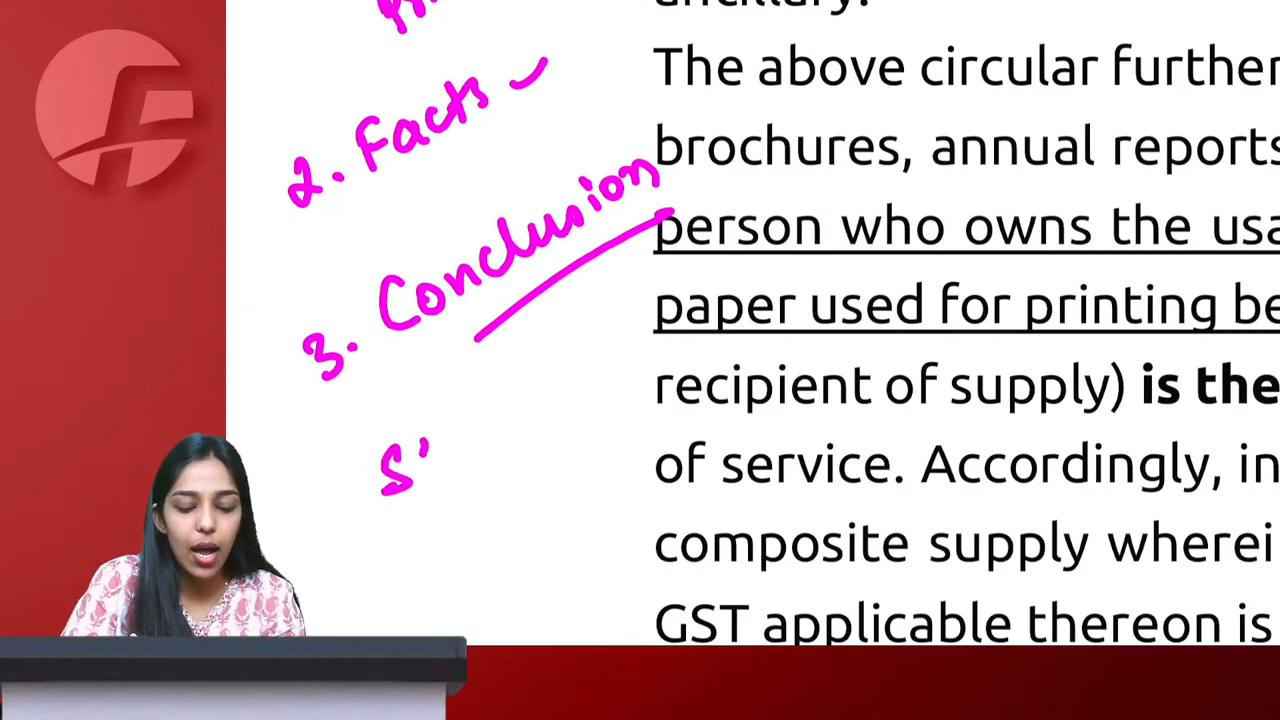 ancillary.
The above circular further
2. Facts
brochures, annual reports
3. Conclusion
person who owns the usa
paper used for printing be
recipient of supply) is the
of service. Accordingly, in
composite supply wherei
GST applicable thereon is